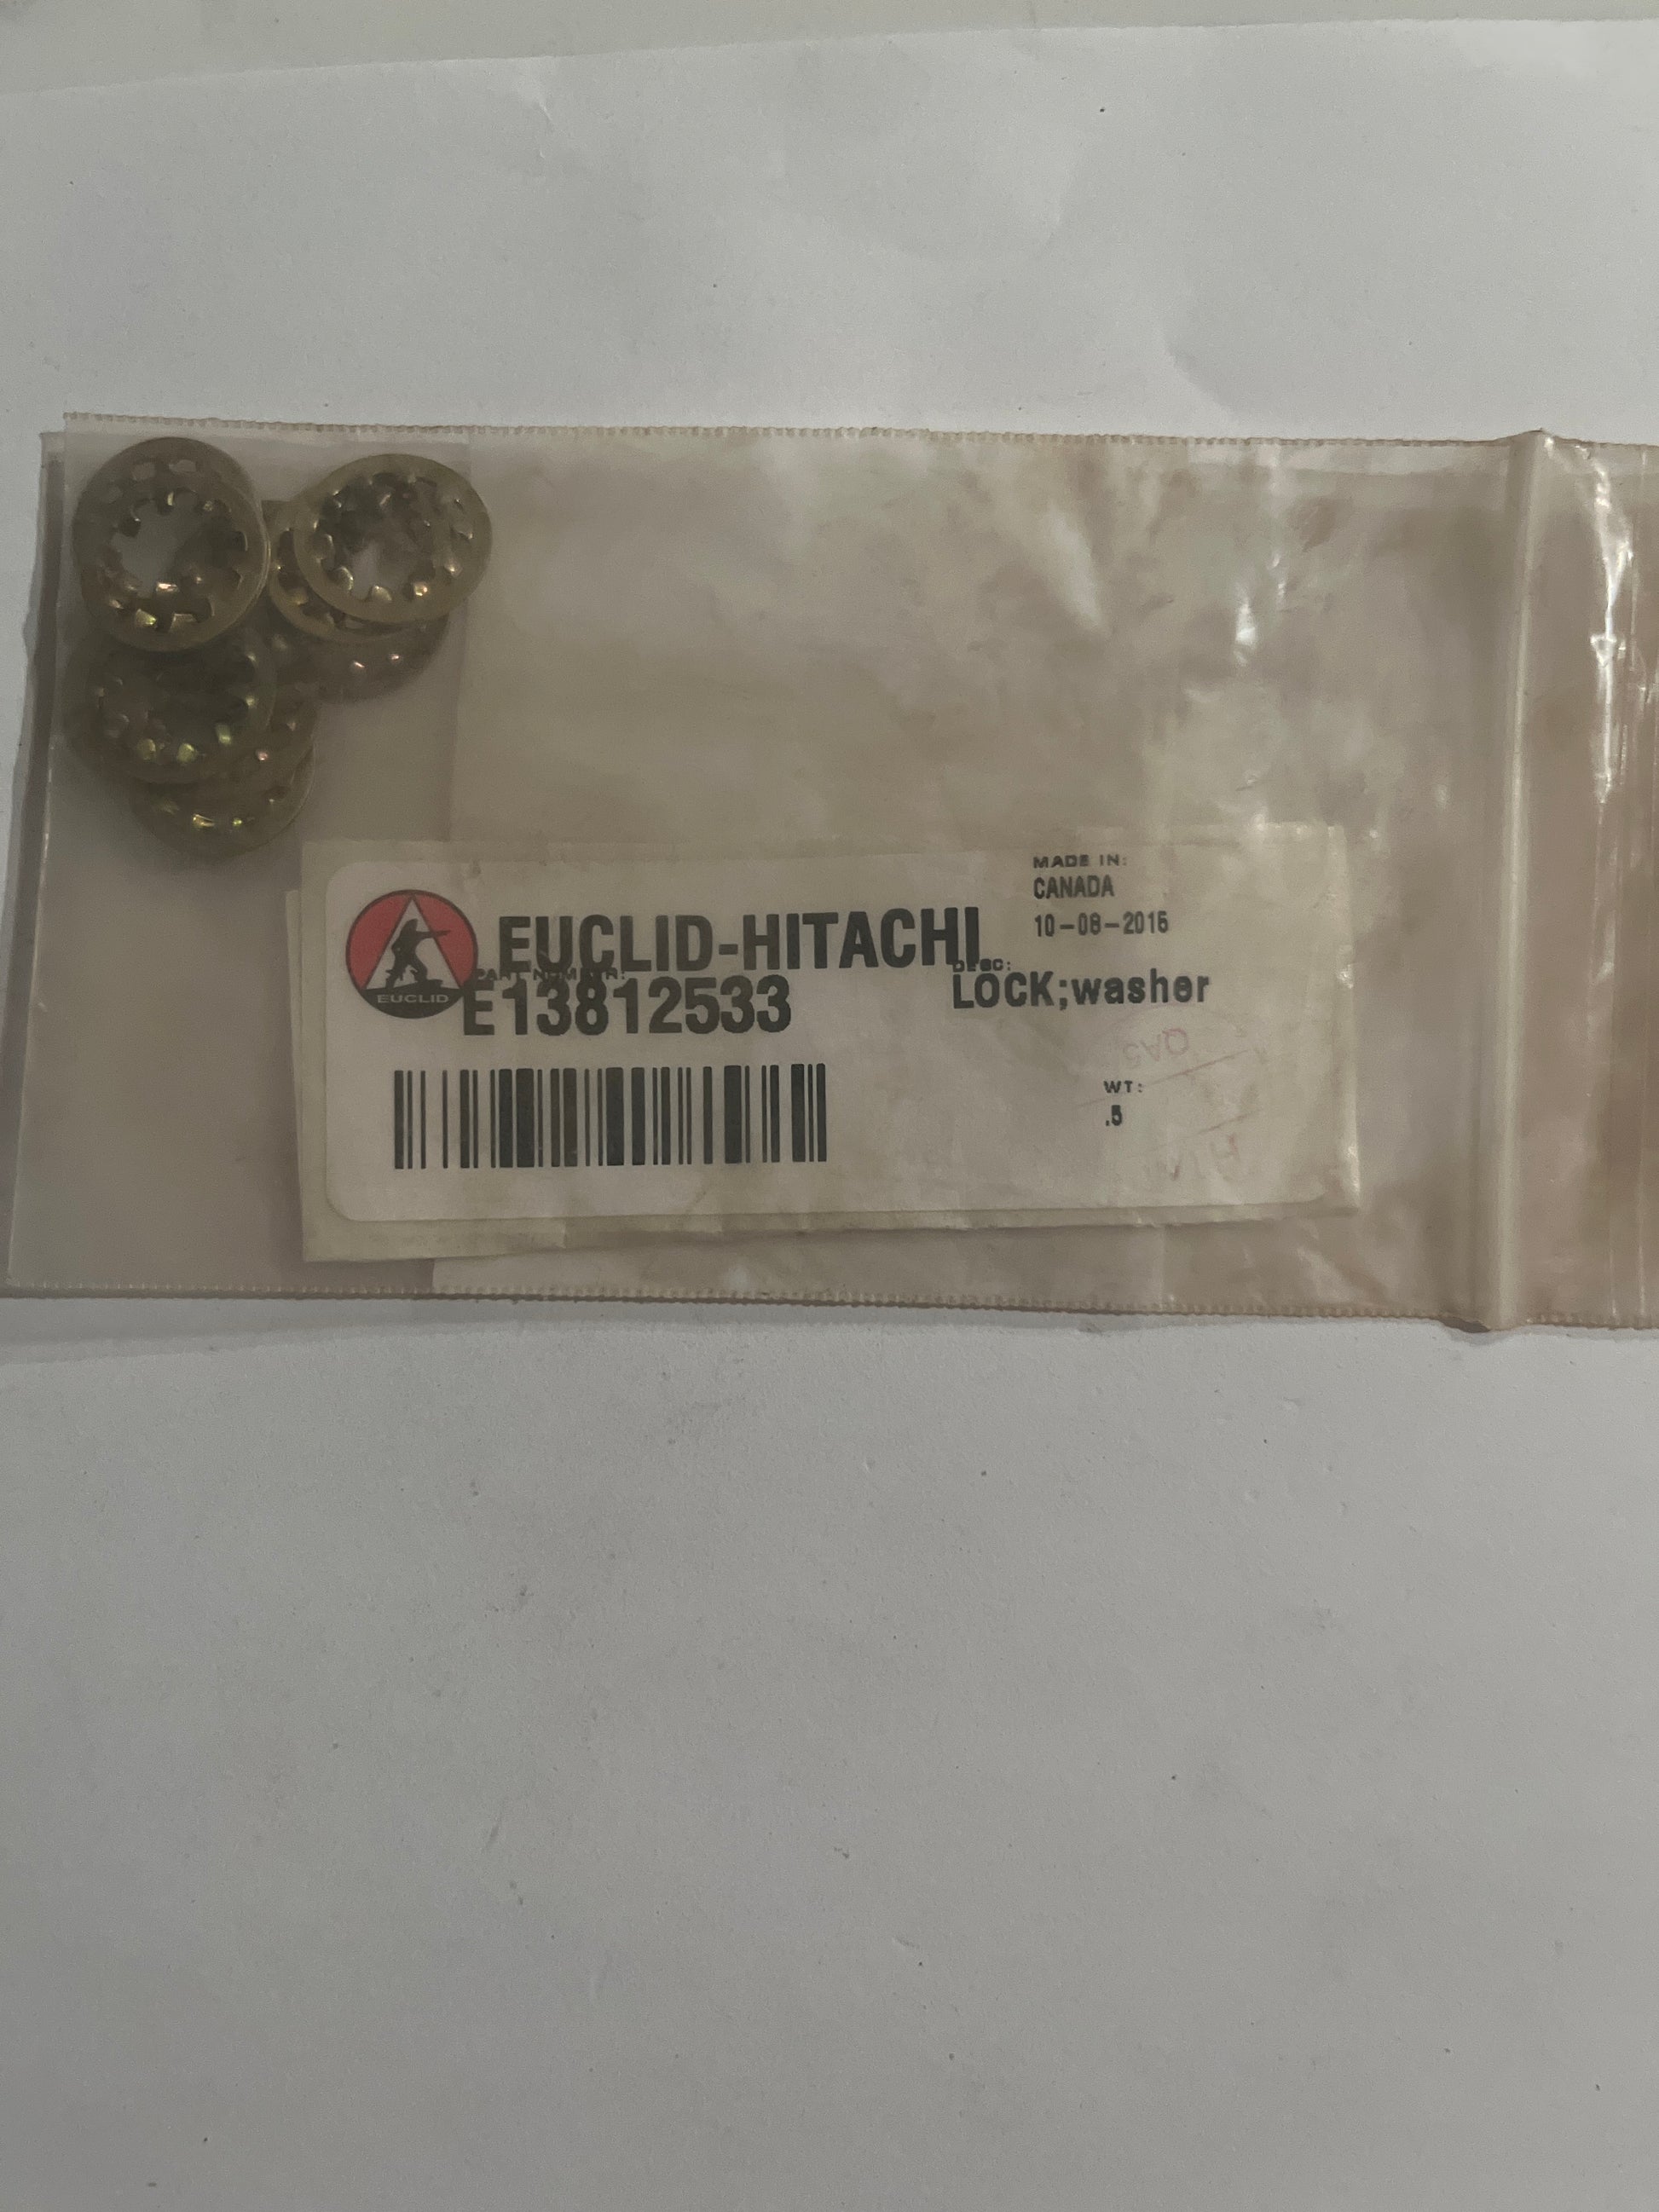 MADE IN:
CANADA
10-08-2015
EUCLID-HITACHI
EUCLID
PART NUMBER:
E13812533
DESC:
LOCK;washer
WT:
.5